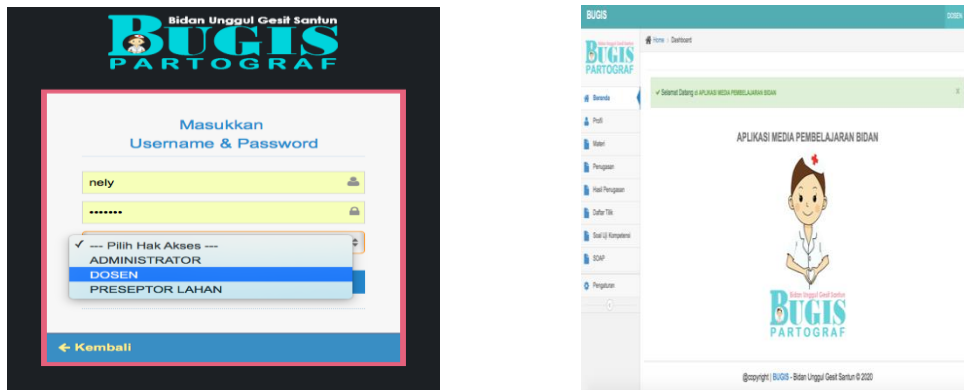 Bidan Unggul Gesit Santun
BUGIS
PARTOGRAF
Masukkan
Username & Password
nely
•••••••
✓ --- Pilih Hak Akses ---
ADMINISTRATOR
DOSEN
PRESEPTOR LAHAN
← Kembali
BUGIS
DOSEN
Home > Dashboard
BUGIS
PARTOGRAF
Beranda
Profil
Materi
Penugasan
Hasil Penugasan
Daftar Tilik
Soal Uji Kompetensi
SOAP
Pengaturan
✓ Selamat Datang di APLIKASI MEDIA PEMBELAJARAN BIDAN
x
APLIKASI MEDIA PEMBELAJARAN BIDAN
Bidan Unggul Gesit Santun
BUGIS
PARTOGRAF
@copyright | BUGIS - Bidan Unggul Gesit Santun © 2020